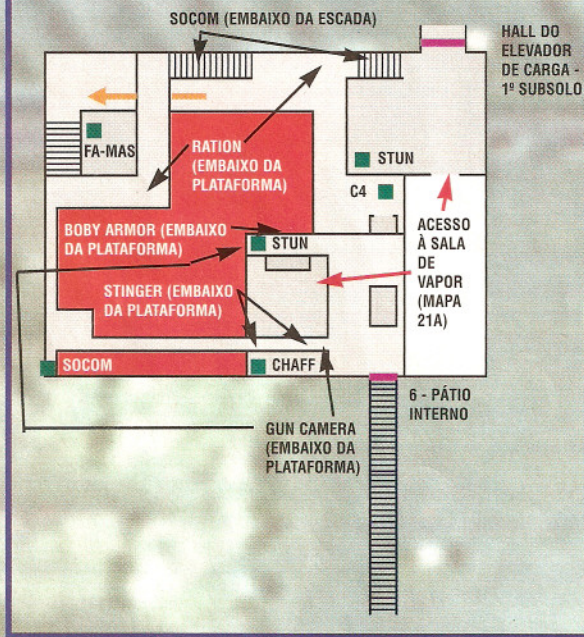 SOCOM (EMBAIXO DA ESCADA)
HALL DO
ELEVADOR
DE CARGA -
1º SUBSOLO
FA-MAS
RATION
(EMBAIXO DA
PLATAFORMA)
STUN
C4
BOBY ARMOR (EMBAIXO
DA PLATAFORMA)
STUN
ACESSO
À SALA
DE
VAPOR
(MAPA
21A)
STINGER (EMBAIXO
DA PLATAFORMA)
SOCOM
CHAFF
6 - PÁTIO
INTERNO
GUN CAMERA
(EMBAIXO DA
PLATAFORMA)